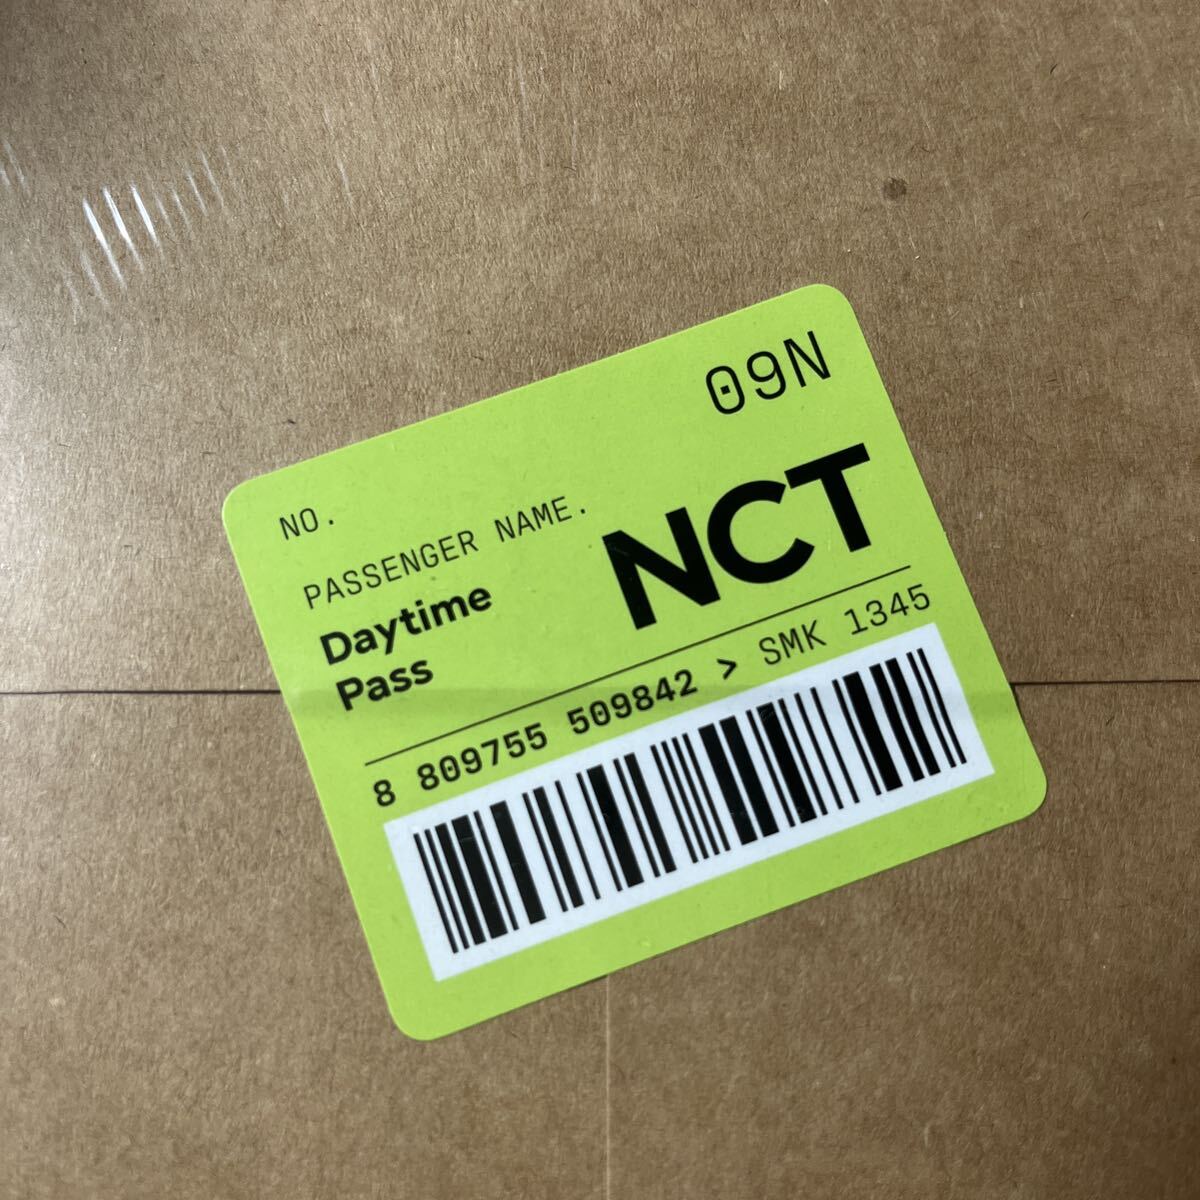 09N
NO.
PASSENGER NAME.
NCT
Daytime
Pass
8 809755 509842 > SMK 1345